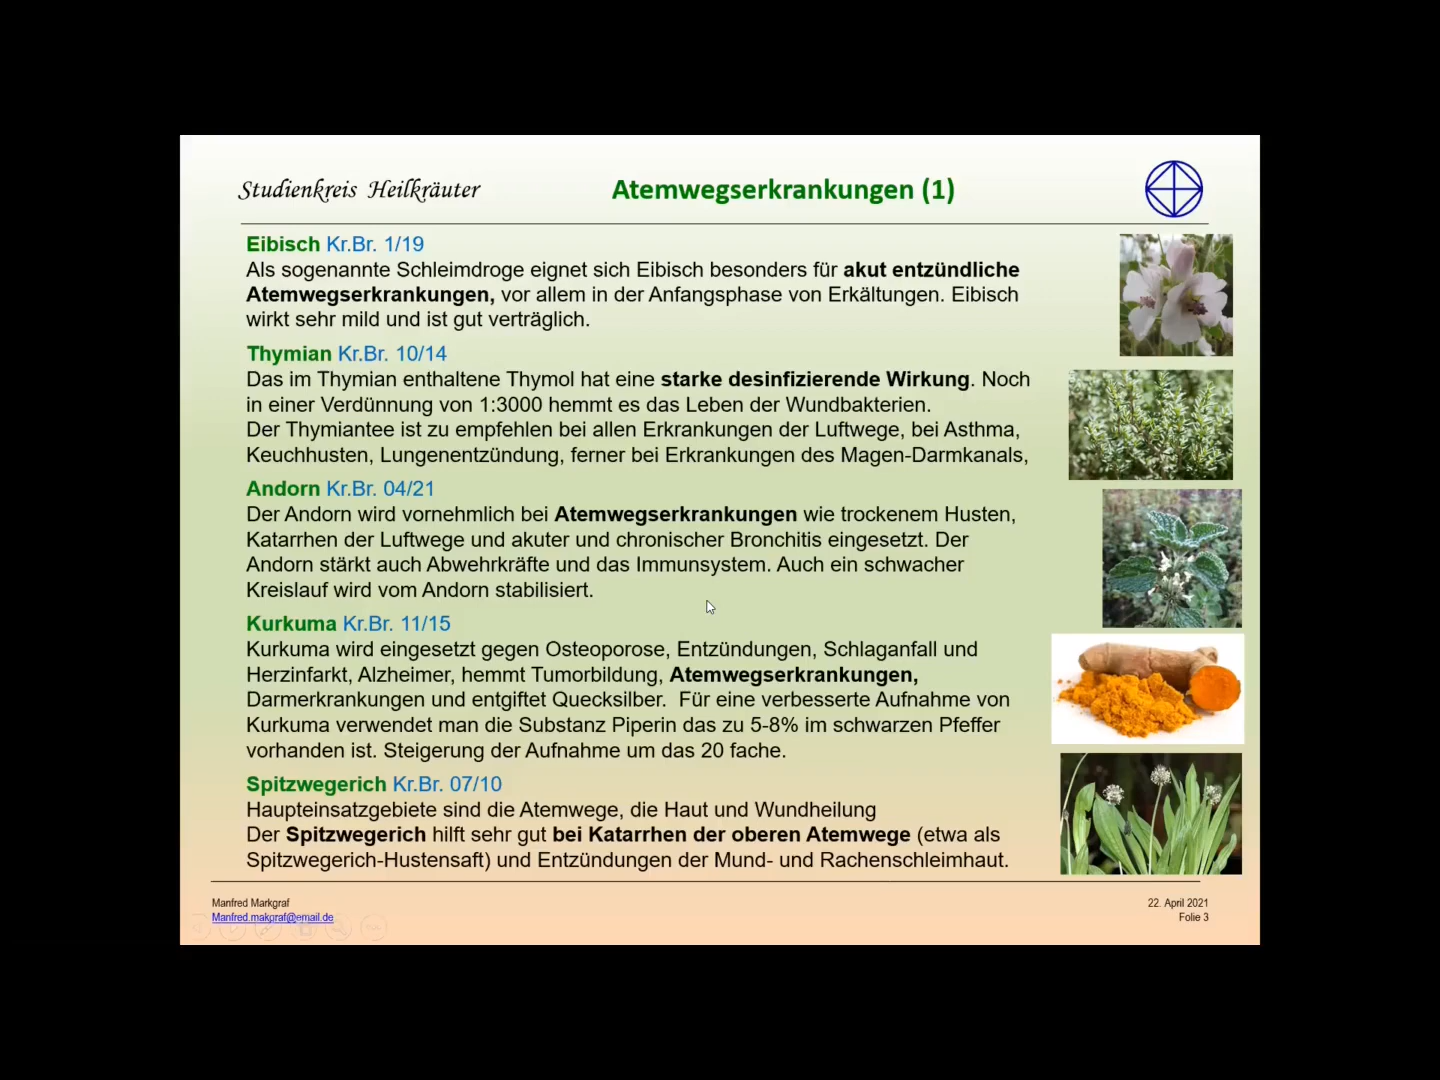 Studienkreis Heilkräuter
Atemwegserkrankungen (1)
Eibisch Kr.Br. 1/19
Als sogenannte Schleimdroge eignet sich Eibisch besonders für akut entzündliche
Atemwegserkrankungen, vor allem in der Anfangsphase von Erkältungen. Eibisch
wirkt sehr mild und ist gut verträglich.
Thymian Kr.Br. 10/14
Das im Thymian enthaltene Thymol hat eine starke desinfizierende Wirkung. Noch
in einer Verdünnung von 1:3000 hemmt es das Leben der Wundbakterien.
Der Thymiantee ist zu empfehlen bei allen Erkrankungen der Luftwege, bei Asthma,
Keuchhusten, Lungenentzündung, ferner bei Erkrankungen des Magen-Darmkanals,
Andorn Kr.Br. 04/21
Der Andorn wird vornehmlich bei Atemwegserkrankungen wie trockenem Husten,
Katarrhen der Luftwege und akuter und chronischer Bronchitis eingesetzt. Der
Andorn stärkt auch Abwehrkräfte und das Immunsystem. Auch ein schwacher
Kreislauf wird vom Andorn stabilisiert.
Kurkuma Kr.Br. 11/15
Kurkuma wird eingesetzt gegen Osteoporose, Entzündungen, Schlaganfall und
Herzinfarkt, Alzheimer, hemmt Tumorbildung, Atemwegserkrankungen,
Darmerkrankungen und entgiftet Quecksilber. Für eine verbesserte Aufnahme von
Kurkuma verwendet man die Substanz Piperin das zu 5-8% im schwarzen Pfeffer
vorhanden ist. Steigerung der Aufnahme um das 20 fache.
Spitzwegerich Kr.Br. 07/10
Haupteinsatzgebiete sind die Atemwege, die Haut und Wundheilung
Der Spitzwegerich hilft sehr gut bei Katarrhen der oberen Atemwege (etwa als
Spitzwegerich-Hustensaft) und Entzündungen der Mund- und Rachenschleimhaut.
Manfred Markgraf
Manfred.makgraf@email.de
22. April 2021
Folie 3